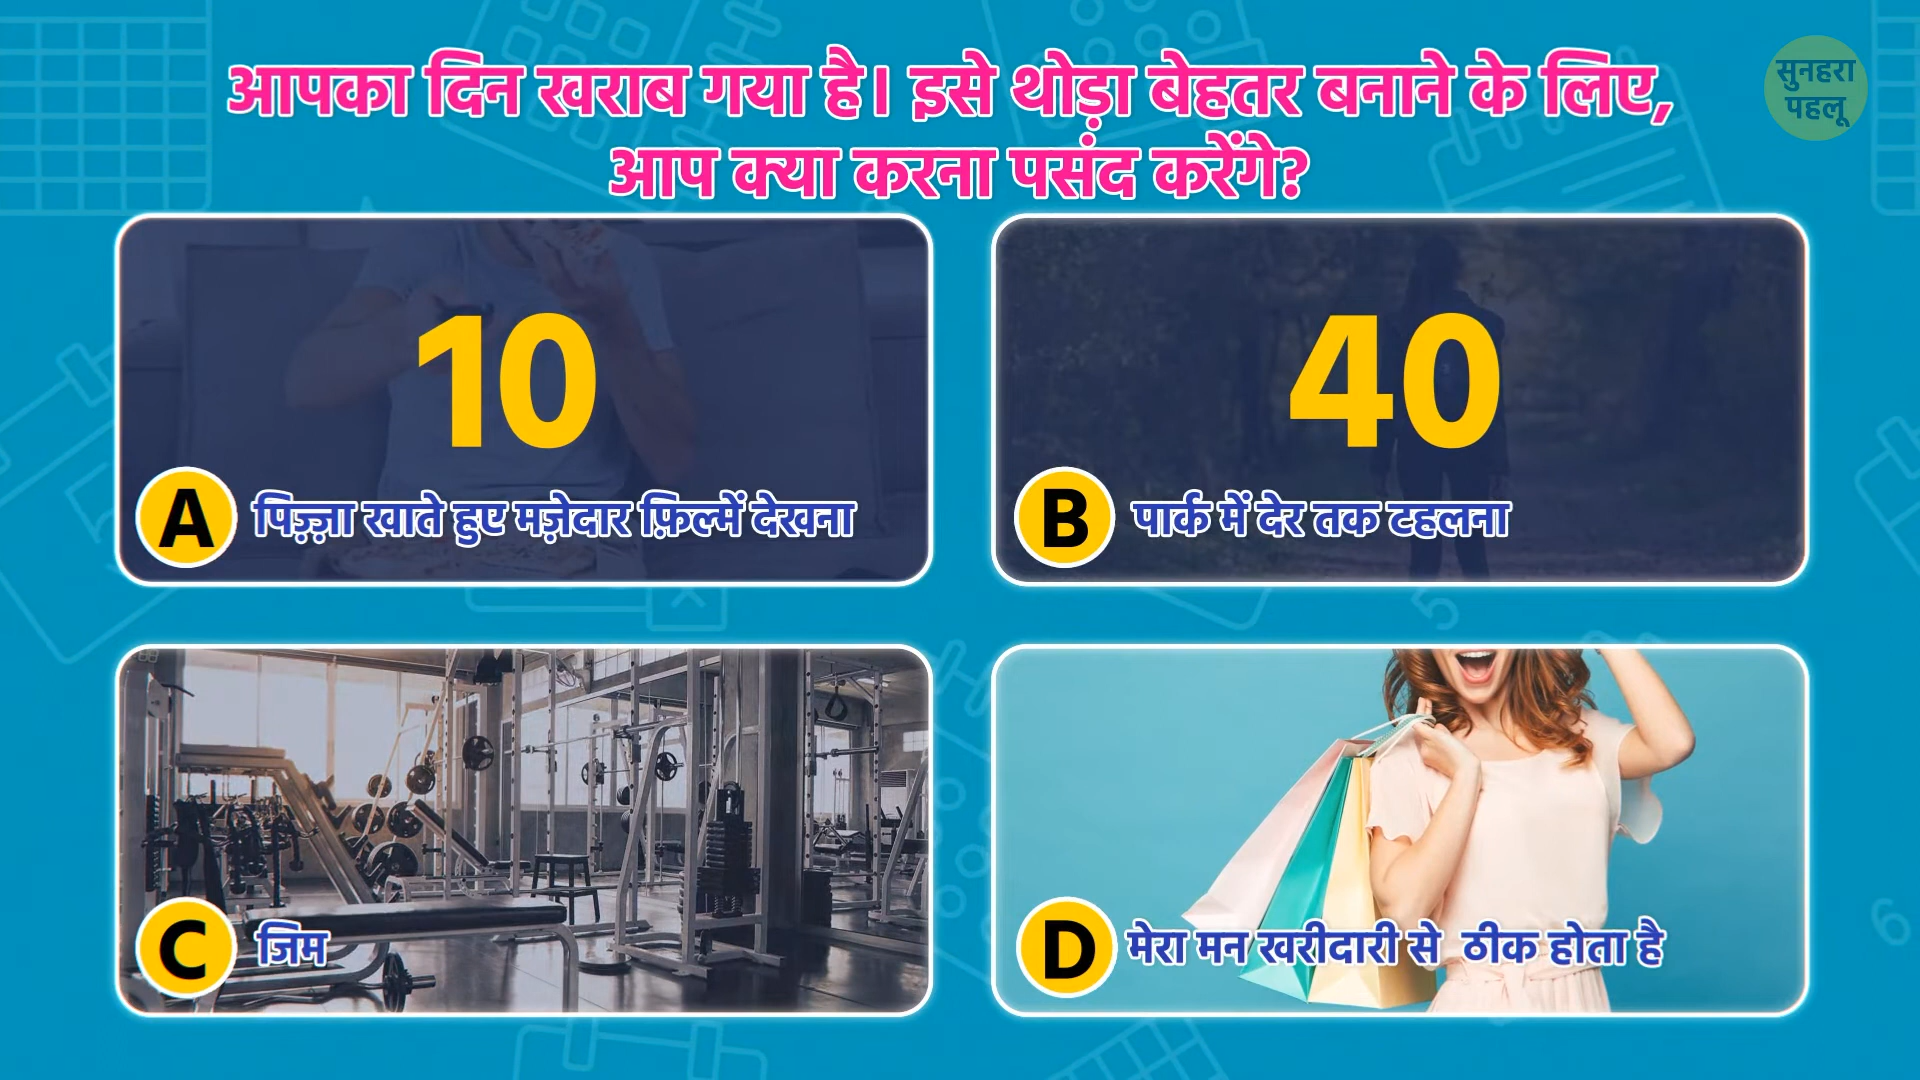 आपका दिन खराब गया है। इसे थोड़ा बेहतर बनाने के लिए,
आप क्या करना पसंद करेंगे?
सुनहरा
पहलू
10
A पिज़्ज़ा खाते हुए मज़ेदार फ़िल्में देखना
40
B पार्क में देर तक टहलना
C जिम
D मेरा मन खरीदारी से ठीक होता है